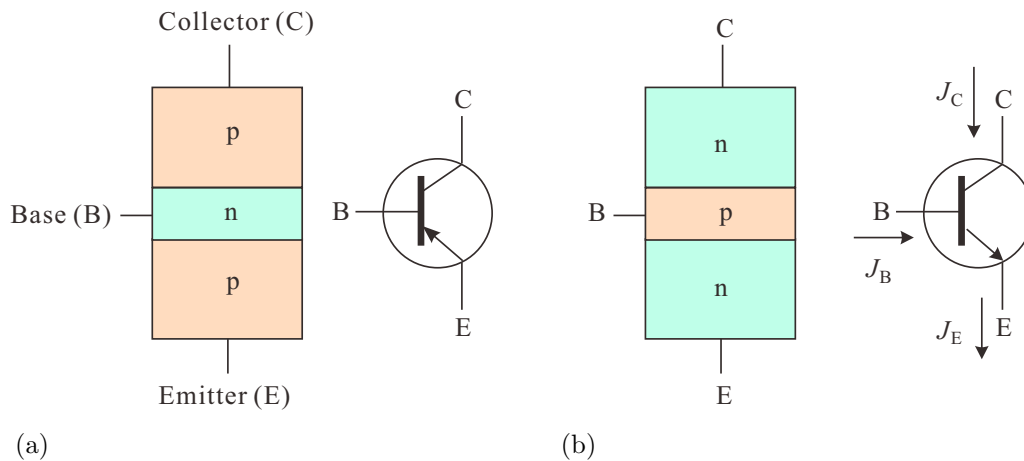 Collector (C)
p
n
p
Base (B)
Emitter (E)
C
B
E
(a)
C
n
p
n
B
E
J_C
C
B
J_B
J_E
E
(b)